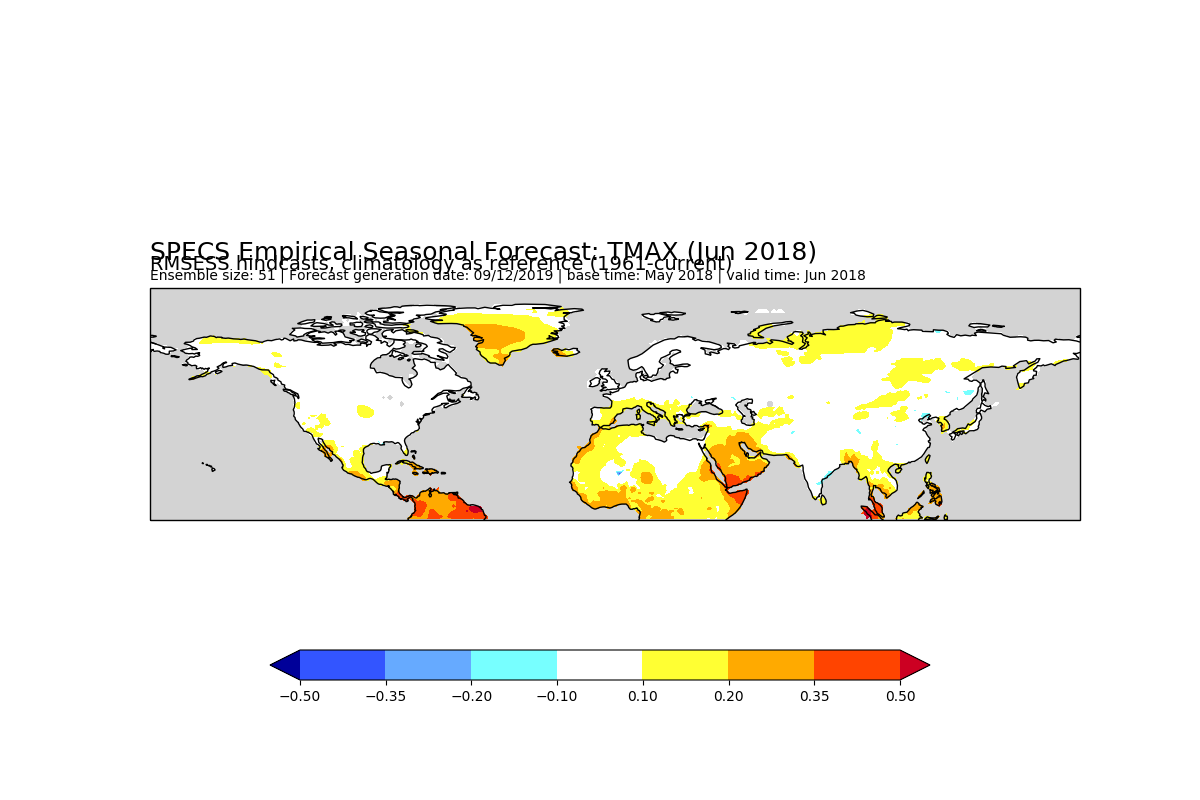 SPECS Empirical Seasonal Forecast: TMAX (Jun 2018)
RMSESS hindcasts, climatology as reference (1961-current)
Ensemble size: 51 | Forecast generation date: 09/12/2019 | base time: May 2018 | valid time: Jun 2018
−0.50 −0.35 −0.20 −0.10 0.10 0.20 0.35 0.50